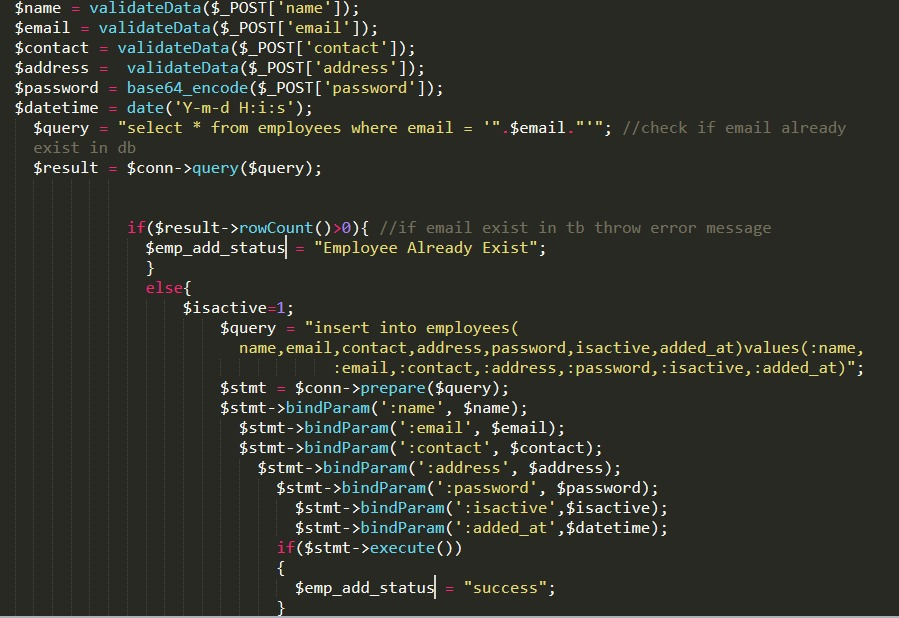 $name = validateData($_POST['name']);
$email = validateData($_POST['email']);
$contact = validateData($_POST['contact']);
$address =  validateData($_POST['address']);
$password = base64_encode($_POST['password']);
$datetime = date('Y-m-d H:i:s');
$query = "select * from employees where email = '".$email."'"; //check if email already
exist in db
$result = $conn->query($query);
if($result->rowCount()>0){ //if email exist in tb throw error message
$emp_add_status = "Employee Already Exist";
}
else{
$isactive=1;
$query = "insert into employees(
name,email,contact,address,password,isactive,added_at)values(:name,
:email,:contact,:address,:password,:isactive,:added_at)";
$stmt = $conn->prepare($query);
$stmt->bindParam(':name', $name);
$stmt->bindParam(':email', $email);
$stmt->bindParam(':contact', $contact);
$stmt->bindParam(':address', $address);
$stmt->bindParam(':password', $password);
$stmt->bindParam(':isactive',$isactive);
$stmt->bindParam(':added_at',$datetime);
if($stmt->execute())
{
$emp_add_status = "success";
}